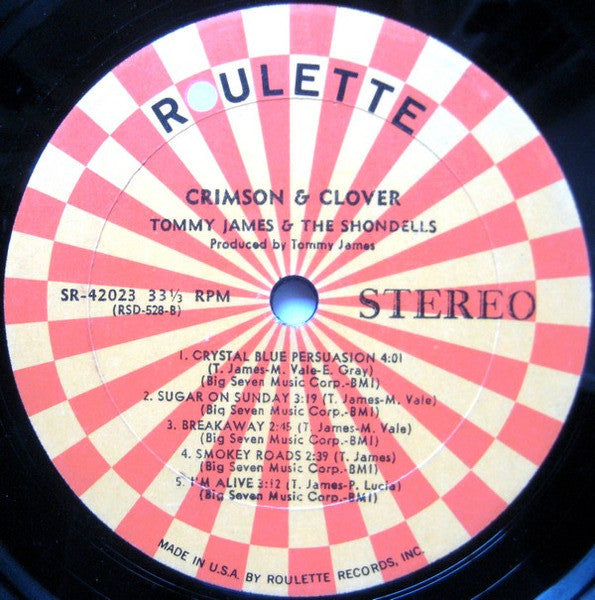 ROULETTE
CRIMSON & CLOVER
TOMMY JAMES & THE SHONDELLS
Produced by Tommy James
SR-42023 33⅓ RPM
(RSD-528-B)
STEREO
1. CRYSTAL BLUE PERSUASION 4:01
(T. James-M. Vale-E. Gray)
(Big Seven Music Corp.-BMI)
2. SUGAR ON SUNDAY 3:19 (T. James-M. Vale)
(Big Seven Music Corp.-BMI)
3. BREAKAWAY 2:45 (T. James-M. Vale)
(Big Seven Music Corp.-BMI)
4. SMOKEY ROADS 2:39 (T. James)
(Big Seven Music Corp.-BMI)
5. I'M ALIVE 3:12 (T. James-P. Lucia)
(Big Seven Music Corp.-BMI)
MADE IN U.S.A. BY ROULETTE RECORDS, INC.